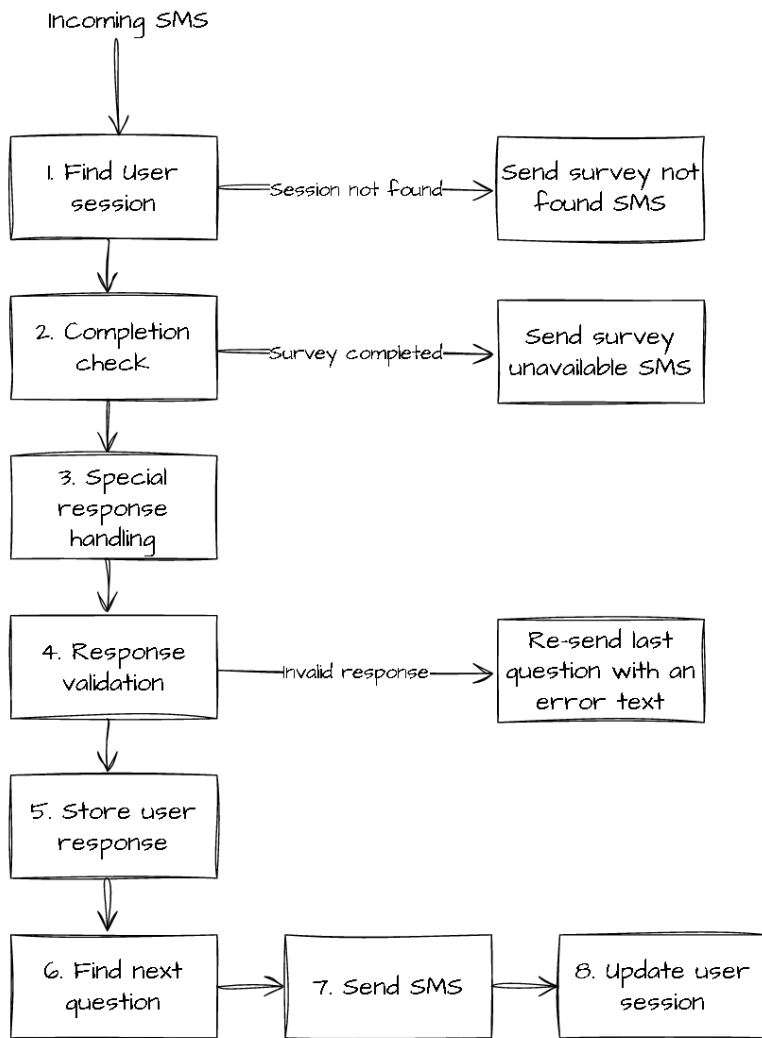 Incoming SMS
1. Find User
session
Session not found
Send survey not
found SMS
2. Completion
check
Survey completed
Send survey
unavailable SMS
3. Special
response
handling
4. Response
validation
Invalid response
Re-send last
question with an
error text
5. Store user
response
6. Find next
question
7. Send SMS
8. Update user
session